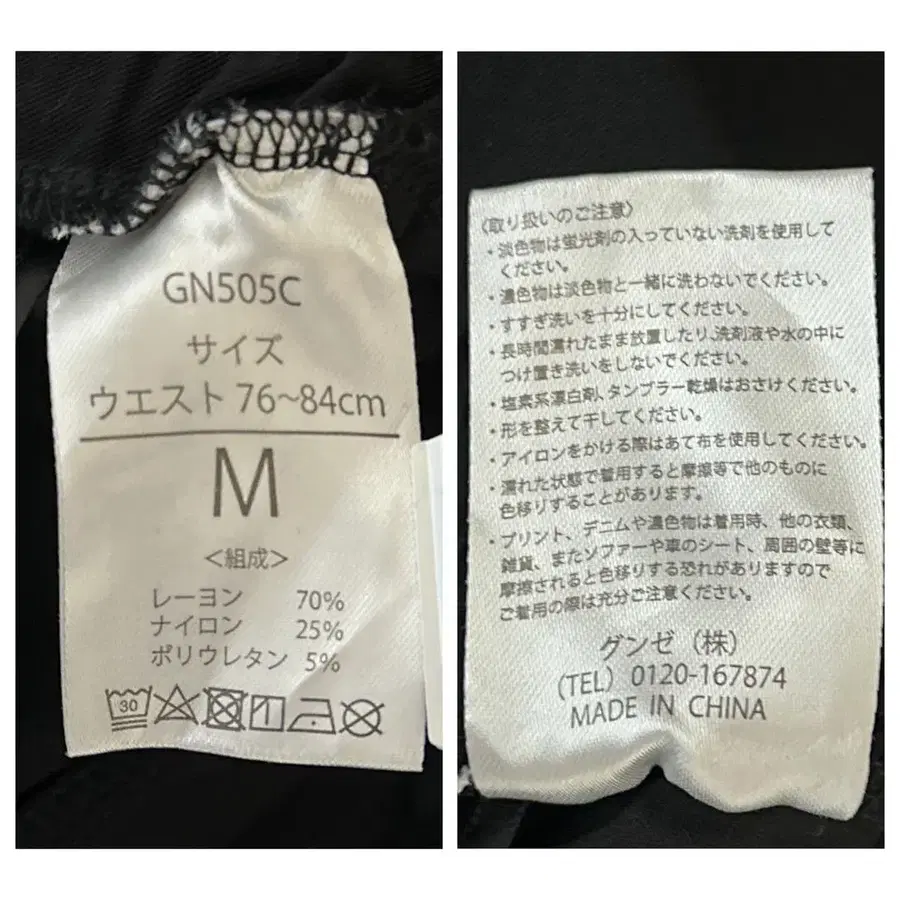 GN505C
サイズ
ウエスト 76~84cm
M
<組成>
レーヨン 70%
ナイロン 25%
ポリウレタン 5%
30
〈取り扱いのご注意〉
・淡色物は蛍光剤の入っていない洗剤を使用して
ください。
・濃色物は淡色物と一緒に洗わないでください。
・すすぎ洗いを十分にしてください。
・長時間濡れたまま放置したり、洗剤液や水の中に
つけ置き洗いをしないでください。
・塩素系漂白剤、タンブラー乾燥はおさけください。
・形を整えて干してください。
・アイロンをかける際はあて布を使用してください。
・濡れた状態で着用すると摩擦等で他のものに
色移りすることがあります。
・プリント、デニムや濃色物は着用時、他の衣類、
雑貨、またソファーや車のシート、周囲の壁等に
摩擦されると色移りする恐れがありますので
ご着用の際は充分ご注意ください。
グンゼ（株）
(TEL) 0120-167874
MADE IN CHINA